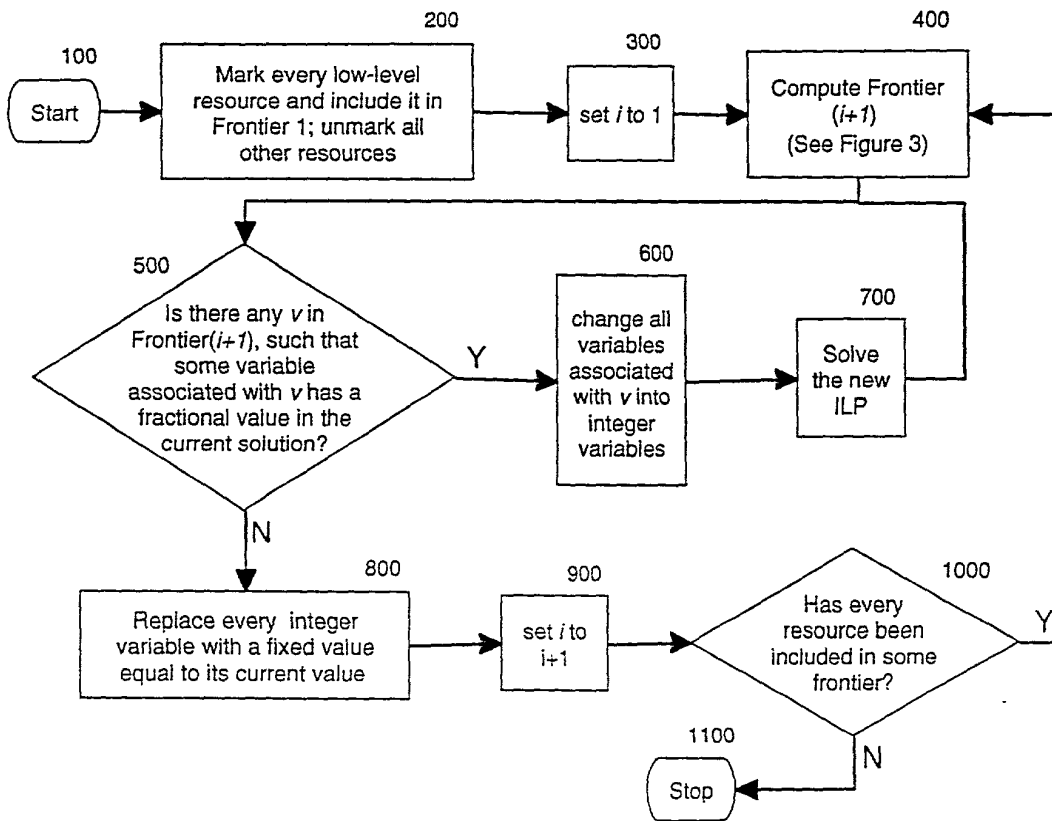 100
Start
200
Mark every low-level
resource and include it in
Frontier 1; unmark all
other resources
300
set i to 1
400
Compute Frontier
(i+1)
(See Figure 3)
500
Is there any v in
Frontier(i+1), such that
some variable
associated with v has a
fractional value in the
current solution?
Y
N
600
change all
variables
associated
with v into
integer
variables
700
Solve
the new
ILP
800
Replace every integer
variable with a fixed value
equal to its current value
900
set i to
i+1
1000
Has every
resource been
included in some
frontier?
Y
N
1100
Stop